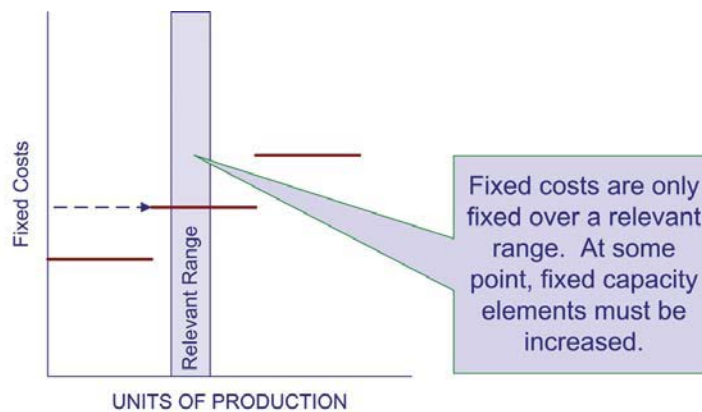 Fixed Costs
Relevant Range
Fixed costs are only
fixed over a relevant
range. At some
point, fixed capacity
elements must be
increased.
UNITS OF PRODUCTION